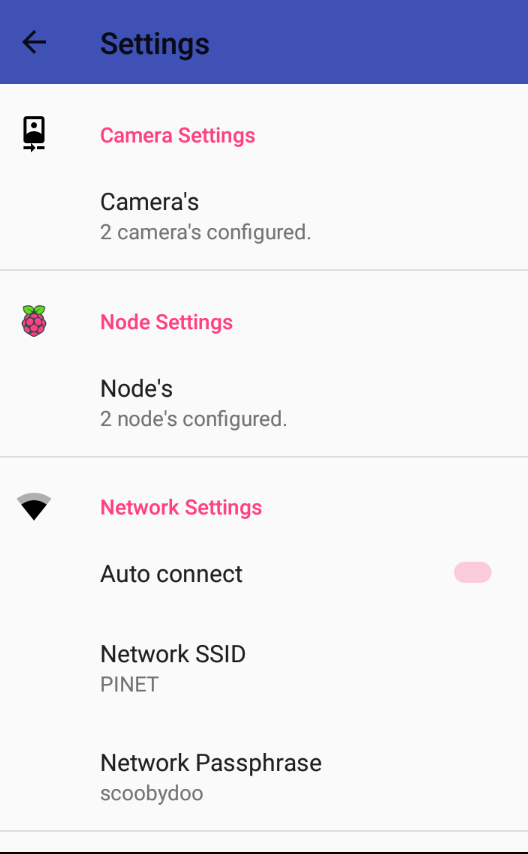 Settings
Camera Settings
Camera's
2 camera's configured.
Node Settings
Node's
2 node's configured.
Network Settings
Auto connect
Network SSID
PINET
Network Passphrase
scoobydoo